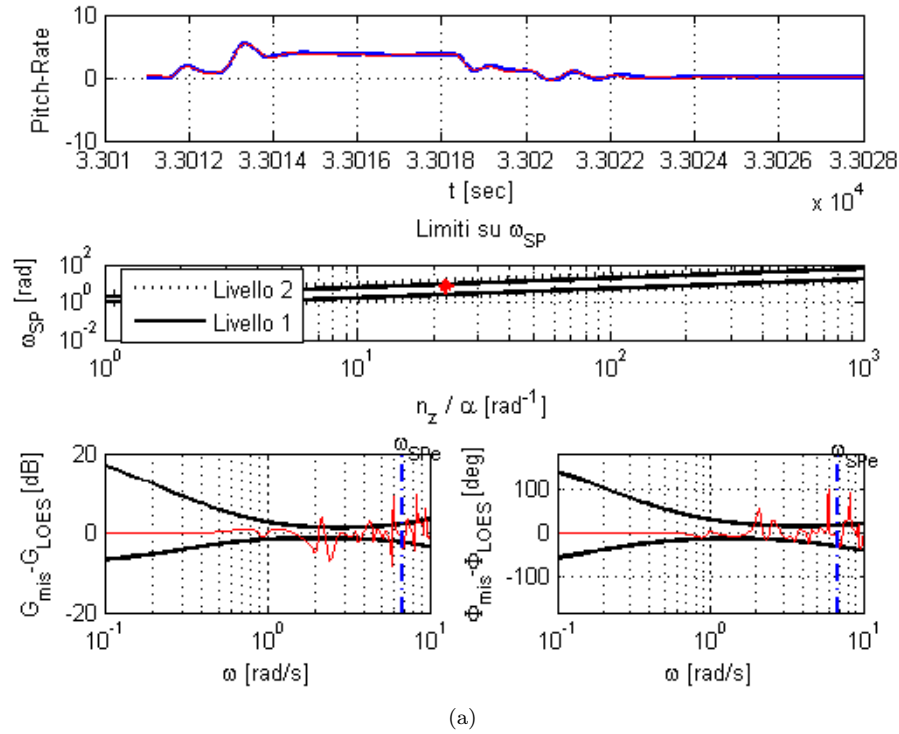 10
0
-10
Pitch-Rate
3.301 3.3012 3.3014 3.3016 3.3018 3.302 3.3022 3.3024 3.3026 3.3028
t [sec]
x 10^4
Limiti su ω_SP
10^2
10^0
10^-2
ω_SP [rad]
Livello 2
Livello 1
10^0 10^1 10^2 10^3
n_z / α [rad^-1]
20
0
-20
G_mis-G_LOES [dB]
ω_SPe
10^-1 10^0 10^1
ω [rad/s]
100
0
-100
Φ_mis-Φ_LOES [deg]
ω_SPe
10^-1 10^0 10^1
ω [rad/s]
(a)